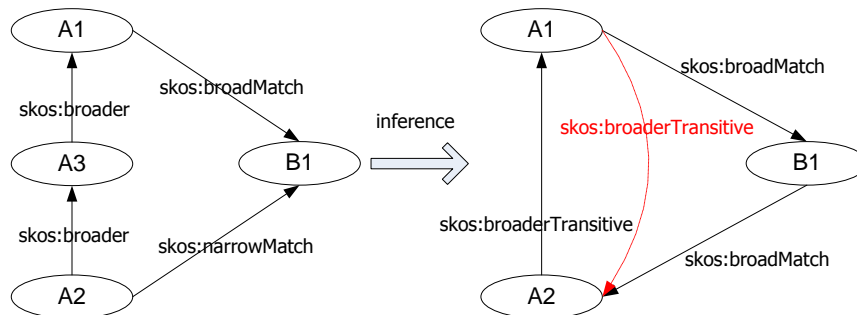 A1
skos:broadMatch
skos:broader
A3
B1
skos:broader
skos:narrowMatch
A2
inference
A1
skos:broadMatch
skos:broaderTransitive
B1
skos:broaderTransitive
skos:broadMatch
A2